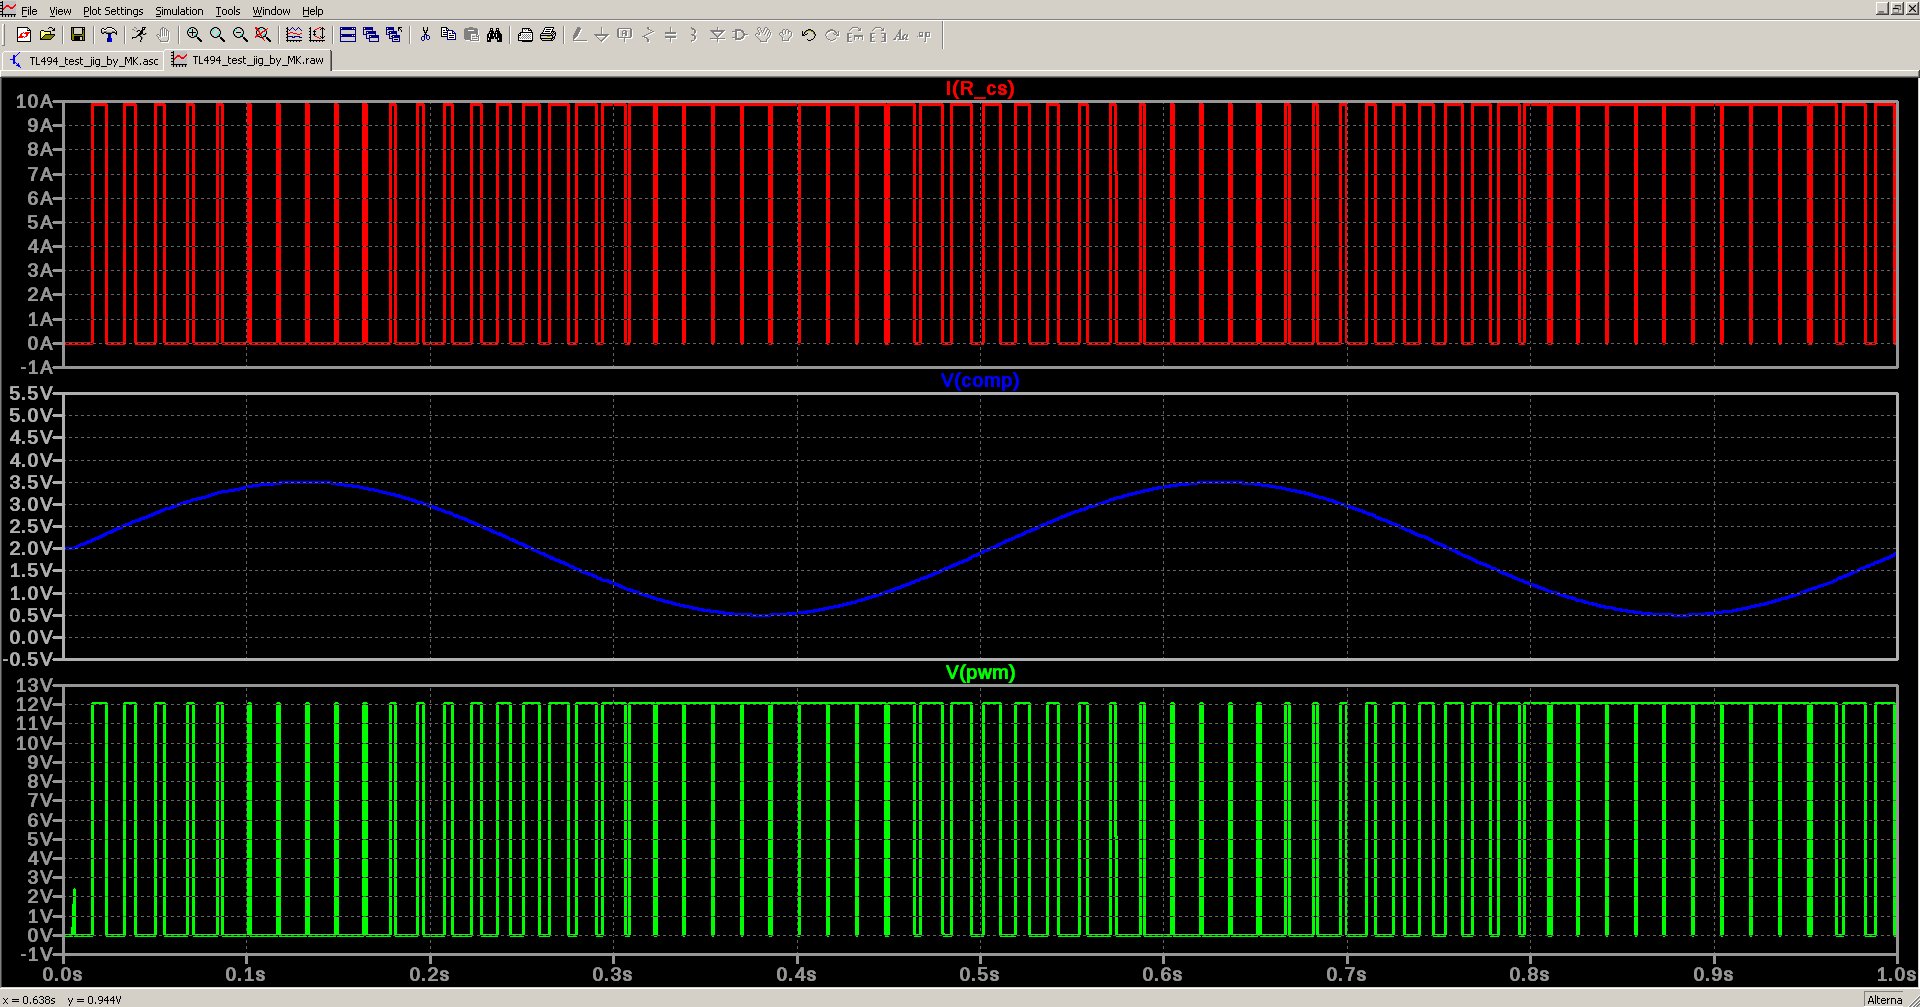 File View Plot Settings Simulation Tools Window Help
TL494_test_jig_by_MK.asc TL494_test_jig_by_MK.raw
I(R_cs)
10A
9A
8A
7A
6A
5A
4A
3A
2A
1A
0A
-1A
V(comp)
5.5V
5.0V
4.5V
4.0V
3.5V
3.0V
2.5V
2.0V
1.5V
1.0V
0.5V
0.0V
-0.5V
V(pwm)
13V
12V
11V
10V
9V
8V
7V
6V
5V
4V
3V
2V
1V
0V
-1V
0.0s 0.1s 0.2s 0.3s 0.4s 0.5s 0.6s 0.7s 0.8s 0.9s 1.0s
x = 0.638s y = 0.944V Alterna